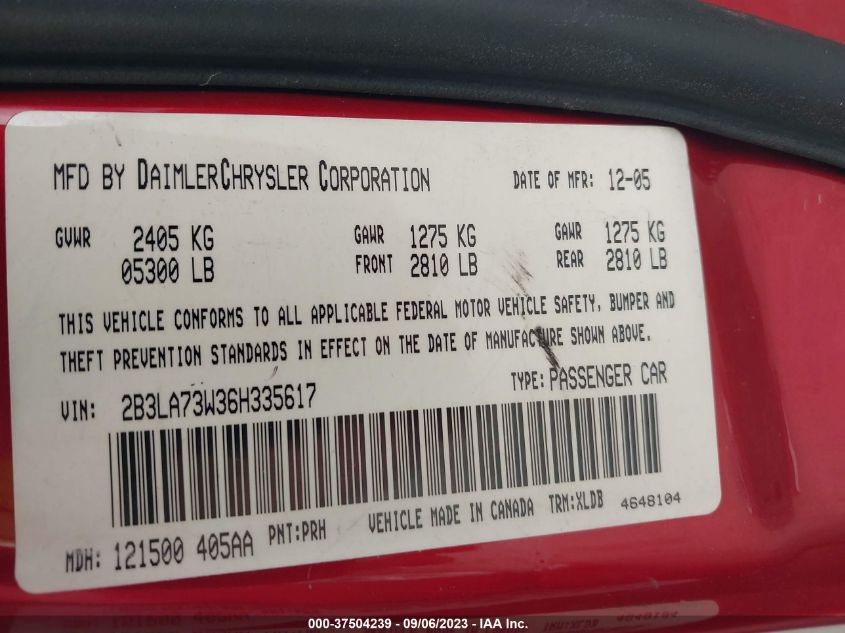 MFD BY DAIMLERCHRYSLER CORPORATION DATE OF MFR: 12-05
GVWR 2405 KG GAWR 1275 KG GAWR 1275 KG
05300 LB FRONT 2810 LB REAR 2810 LB
THIS VEHICLE CONFORMS TO ALL APPLICABLE FEDERAL MOTOR VEHICLE SAFETY, BUMPER AND
THEFT PREVENTION STANDARDS IN EFFECT ON THE DATE OF MANUFACTURE SHOWN ABOVE.
VIN: 2B3LA73W36H335617 TYPE: PASSENGER CAR
MDH: 121500 405AA PNT:PRH VEHICLE MADE IN CANADA TRM:XLDB 4648104
000-37504239 - 09/06/2023 - IAA Inc.